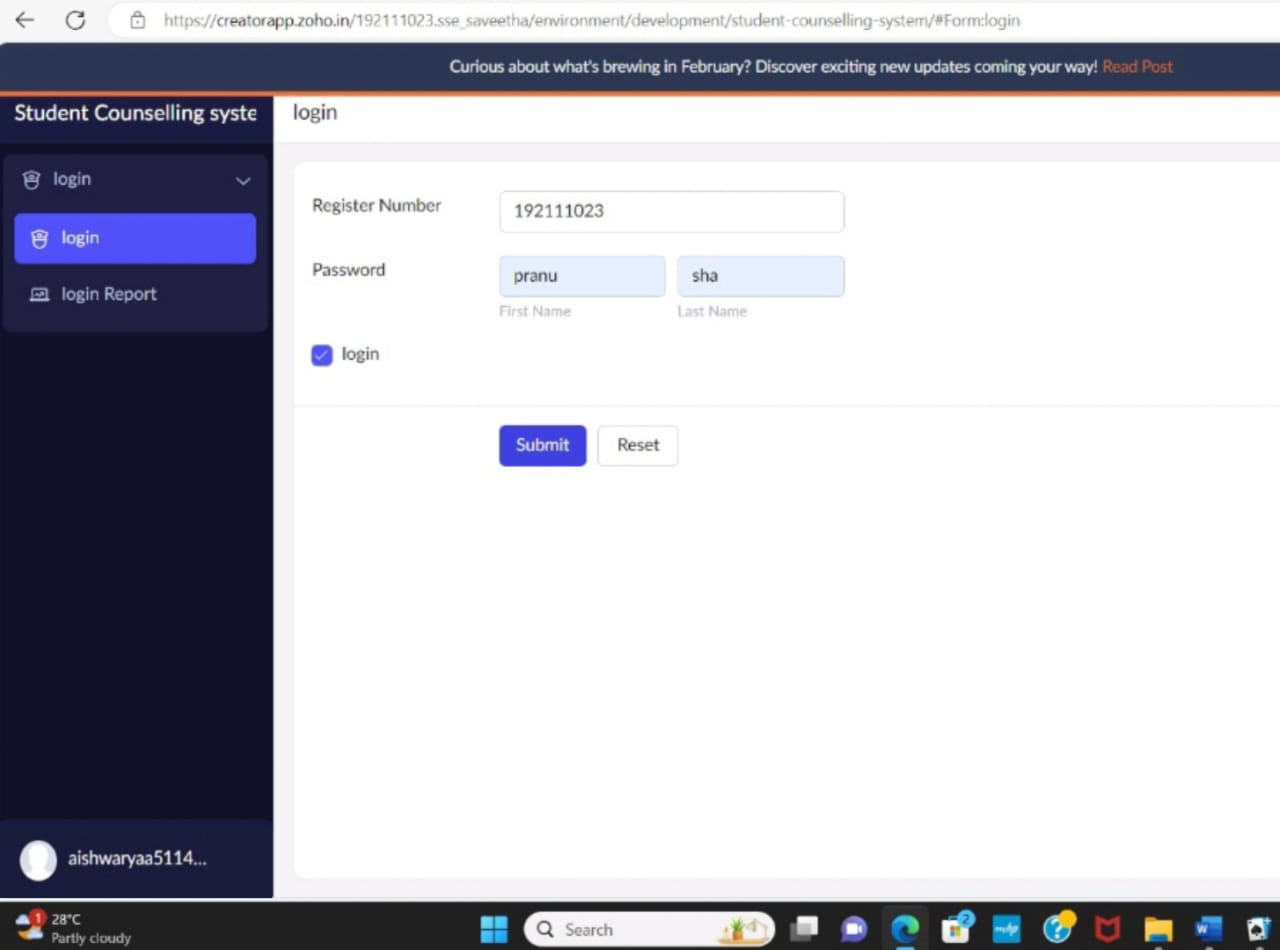 https://creatorapp.zoho.in/192111023.sse_saveetha/environment/development/student-counselling-system/#Form:login
Curious about what's brewing in February? Discover exciting new updates coming your way! Read Post
Student Counselling syste
login
login
login
login Report
Register Number
192111023
Password
pranu
sha
First Name
Last Name
login
Submit
Reset
aishwaryaa5114...
1
28°C
Partly cloudy
Search
2